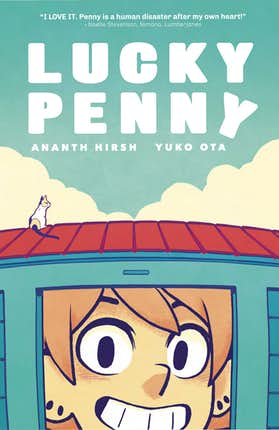 "I LOVE IT. Penny is a human disaster after my own heart!"
- Noelle Stevenson, Nimona, Lumberjanes
LUCKY
PENNY
ANANTH HIRSH YUKO OTA